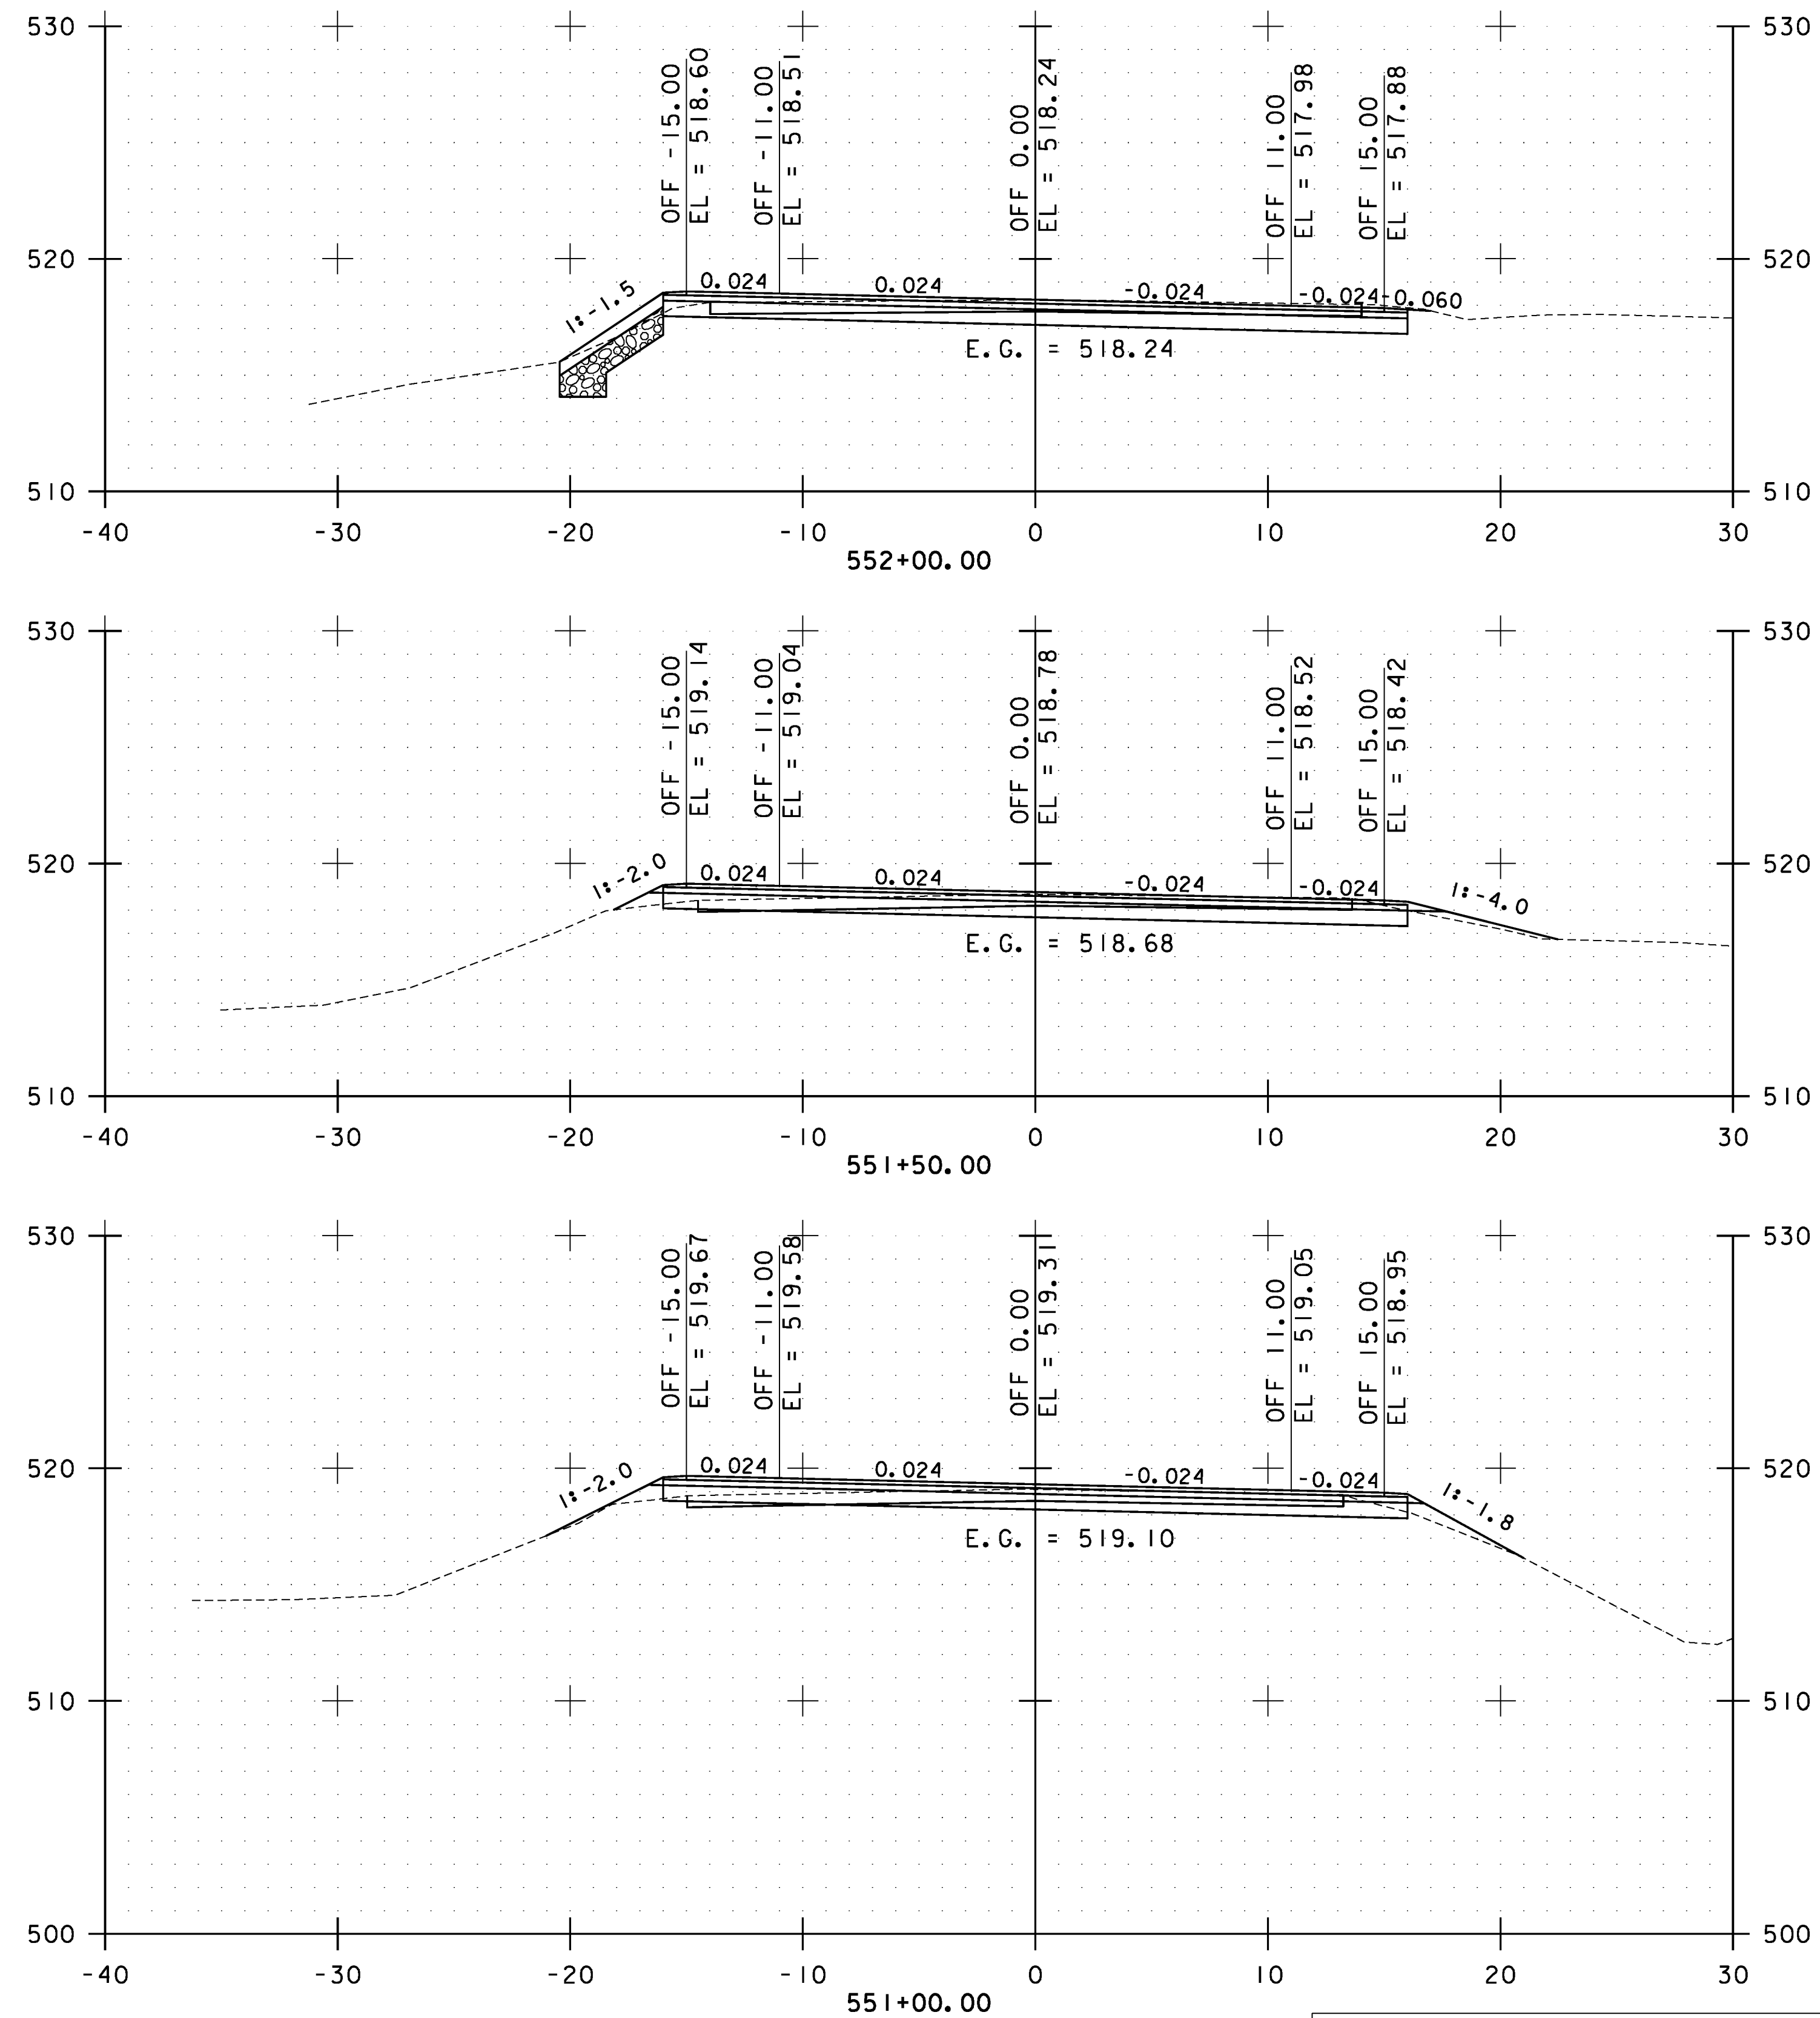 530 530
OFF -15.00
EL = 518.60
OFF -11.00
EL = 518.51
OFF 0.00
EL = 518.24
OFF 11.00
EL = 517.98
OFF 15.00
EL = 517.88
520 520
1:-1.5 0.024 0.024 -0.024 -0.024 -0.060
E.G. = 518.24
510 510
-40 -30 -20 -10 0 10 20 30
552+00.00
530 530
OFF -15.00
EL = 519.14
OFF -11.00
EL = 519.04
OFF 0.00
EL = 518.78
OFF 11.00
EL = 518.52
OFF 15.00
EL = 518.42
520 520
1:-2.0 0.024 0.024 -0.024 -0.024 1:-4.0
E.G. = 518.68
510 510
-40 -30 -20 -10 0 10 20 30
551+50.00
530 530
OFF -15.00
EL = 519.67
OFF -11.00
EL = 519.58
OFF 0.00
EL = 519.31
OFF 11.00
EL = 519.05
OFF 15.00
EL = 518.95
520 520
1:-2.0 0.024 0.024 -0.024 -0.024 1:-1.8
E.G. = 519.10
510 510
500 500
-40 -30 -20 -10 0 10 20 30
551+00.00